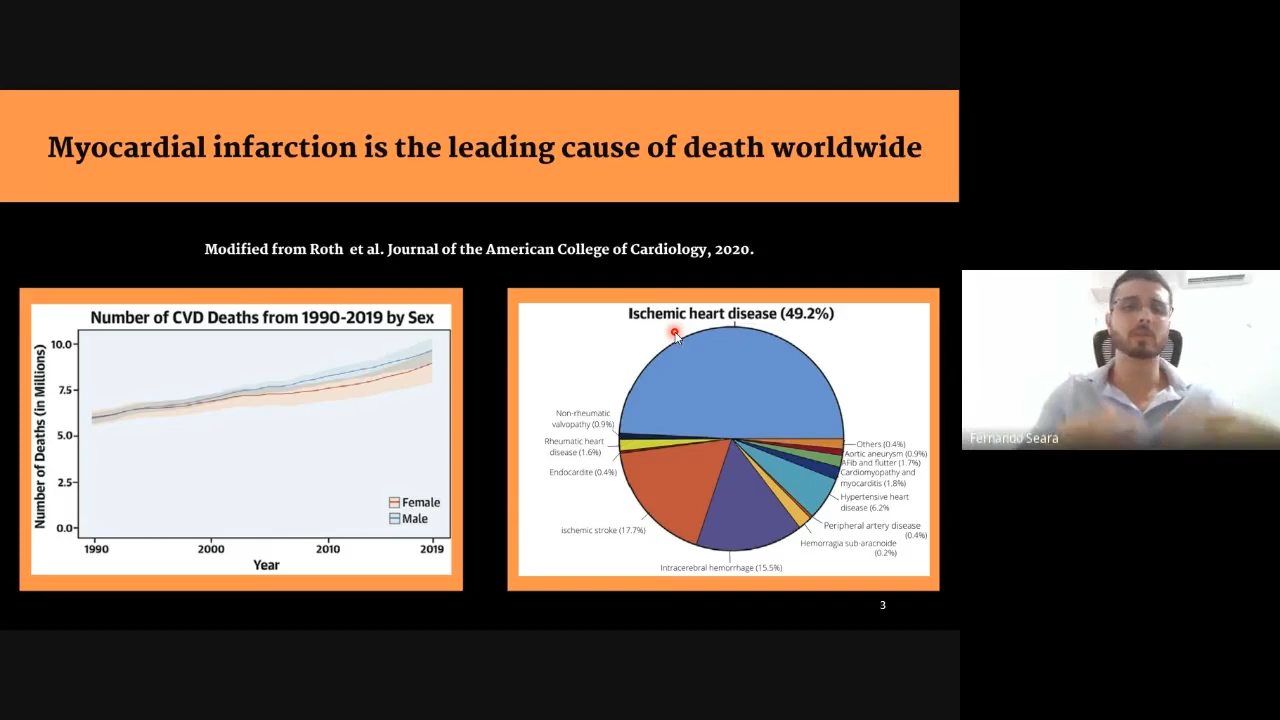 Myocardial infarction is the leading cause of death worldwide
Modified from Roth et al. Journal of the American College of Cardiology, 2020.
Number of CVD Deaths from 1990-2019 by Sex
Number of Deaths (in Millions)
10.0
7.5
5.0
2.5
0.0
1990
2000
2010
2019
Year
Female
Male
Ischemic heart disease (49.2%)
Non-rheumatic
valvopathy (0.9%)
Rheumatic heart
disease (1.6%)
Endocardite (0.4%)
ischemic stroke (17.7%)
Intracerebral hemorrhage (15.5%)
Others (0.4%)
Aortic aneurysm (0.9%)
AFib and flutter (1.7%)
Cardiomyopathy and
myocarditis (1.8%)
Hypertensive heart
disease (6.2%
Peripheral artery disease
(0.4%)
Hemorragia sub-aracnoide
(0.2%)
3
Fernando Seara